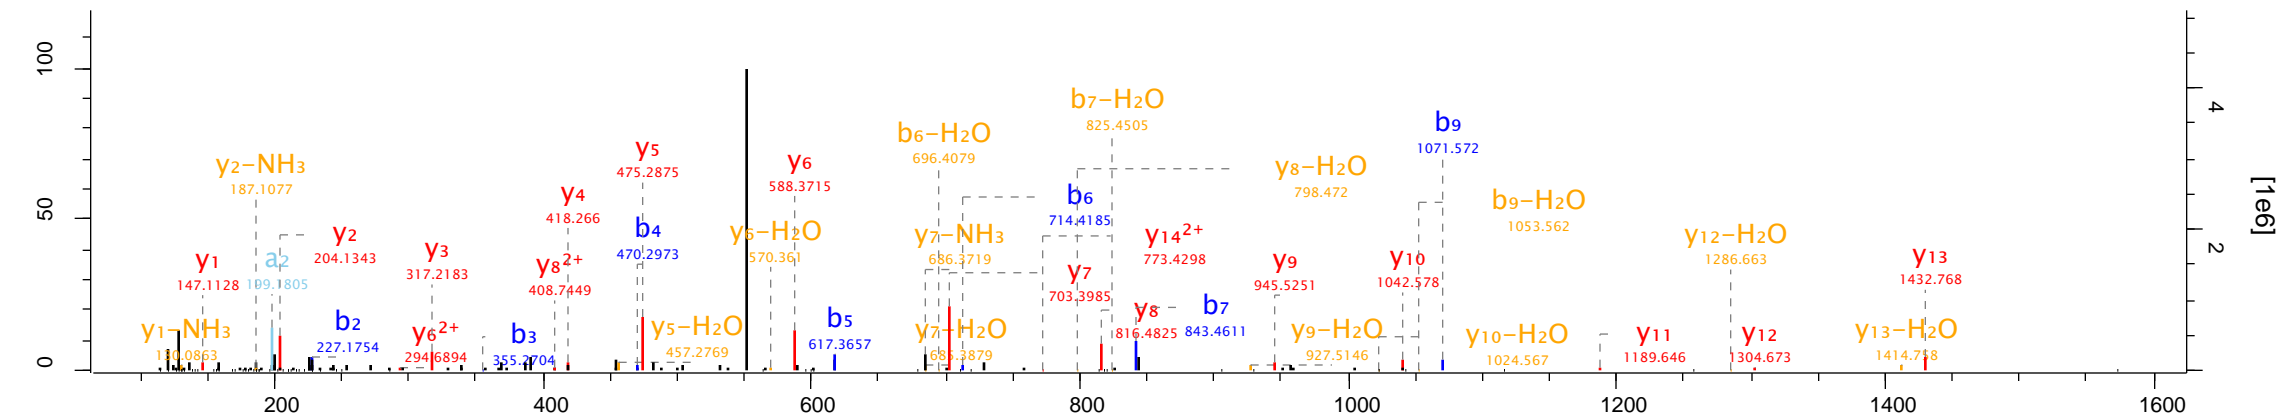 100
50
0
200
400
600
800
1000
1200
1400
1600
4
2
[1e6]
y1-NH3
130.0863
y1
147.1128
y2-NH3
187.1077
a2
199.1805
y2
204.1343
b2
227.1754
y6²⁺
294.6894
y3
317.2183
b3
355.2704
y8²⁺
408.7449
y4
418.266
y5-H2O
457.2769
b4
470.2973
y5
475.2875
y6-H2O
570.361
y6
588.3715
b5
617.3657
y7-H2O
685.3879
y7-NH3
686.3719
b6-H2O
696.4079
y7
703.3985
b6
714.4185
y14²⁺
773.4298
y8-H2O
798.472
y8
816.4825
b7-H2O
825.4505
b7
843.4611
y9-H2O
927.5146
y9
945.5251
y10-H2O
1024.567
y10
1042.578
b9-H2O
1053.562
b9
1071.572
y11
1189.646
y12-H2O
1286.663
y12
1304.673
y13-H2O
1414.758
y13
1432.768